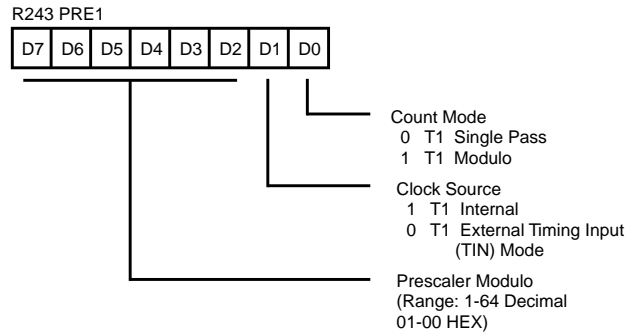 R243 PRE1
D7 D6 D5 D4 D3 D2 D1 D0
Count Mode
0 T1 Single Pass
1 T1 Modulo
Clock Source
1 T1 Internal
0 T1 External Timing Input
(TIN) Mode
Prescaler Modulo
(Range: 1-64 Decimal
01-00 HEX)